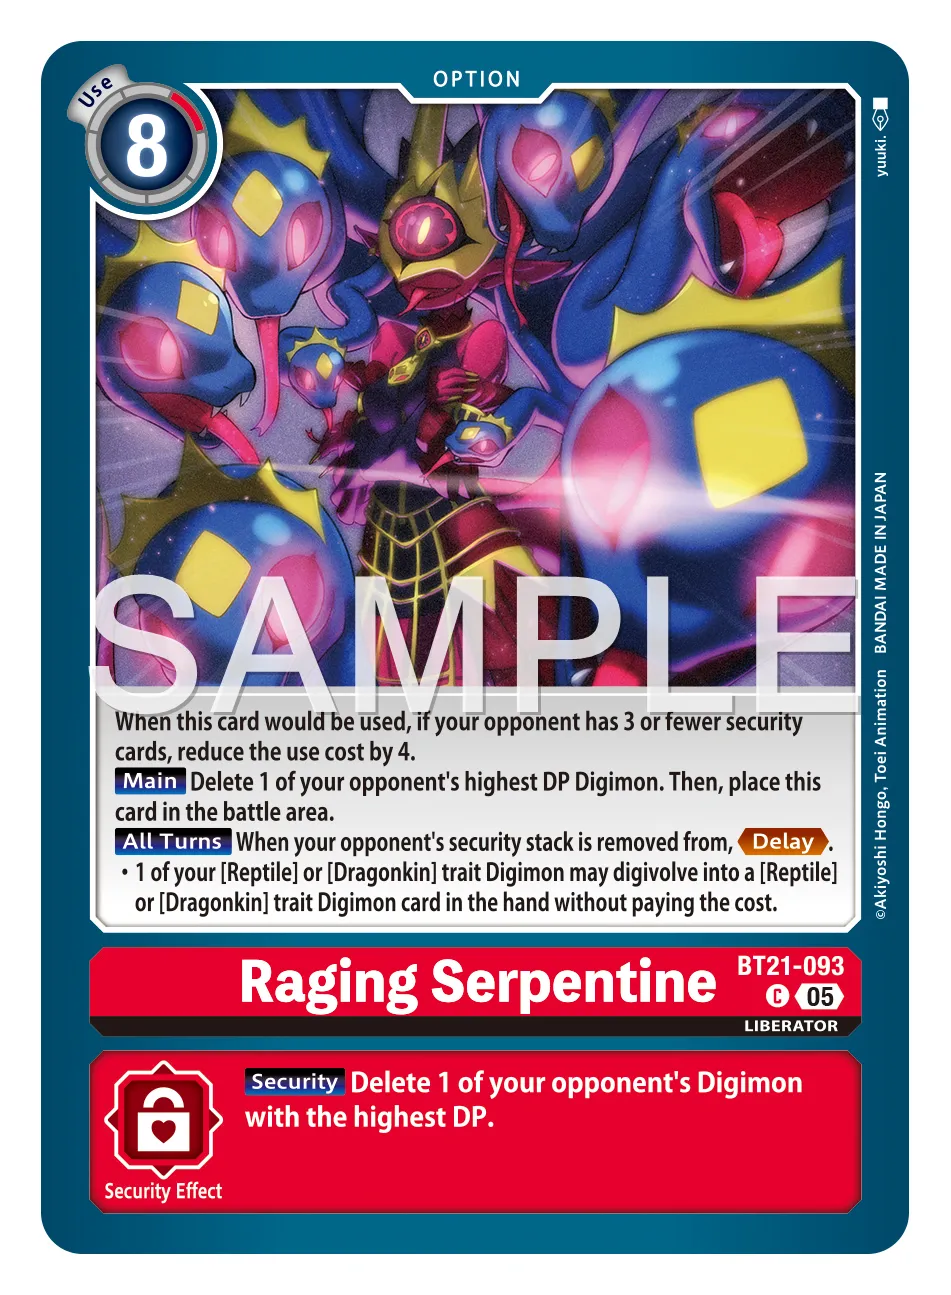 OPTION
Use
8
yuuki.
SAMPLE
When this card would be used, if your opponent has 3 or fewer security
cards, reduce the use cost by 4.
Main Delete 1 of your opponent's highest DP Digimon. Then, place this
card in the battle area.
All Turns When your opponent's security stack is removed from, Delay.
・1 of your [Reptile] or [Dragonkin] trait Digimon may digivolve into a [Reptile]
or [Dragonkin] trait Digimon card in the hand without paying the cost.
©Akiyoshi Hongo, Toei Animation BANDAI MADE IN JAPAN
Raging Serpentine
BT21-093
C 05
LIBERATOR
Security Delete 1 of your opponent's Digimon
with the highest DP.
Security Effect